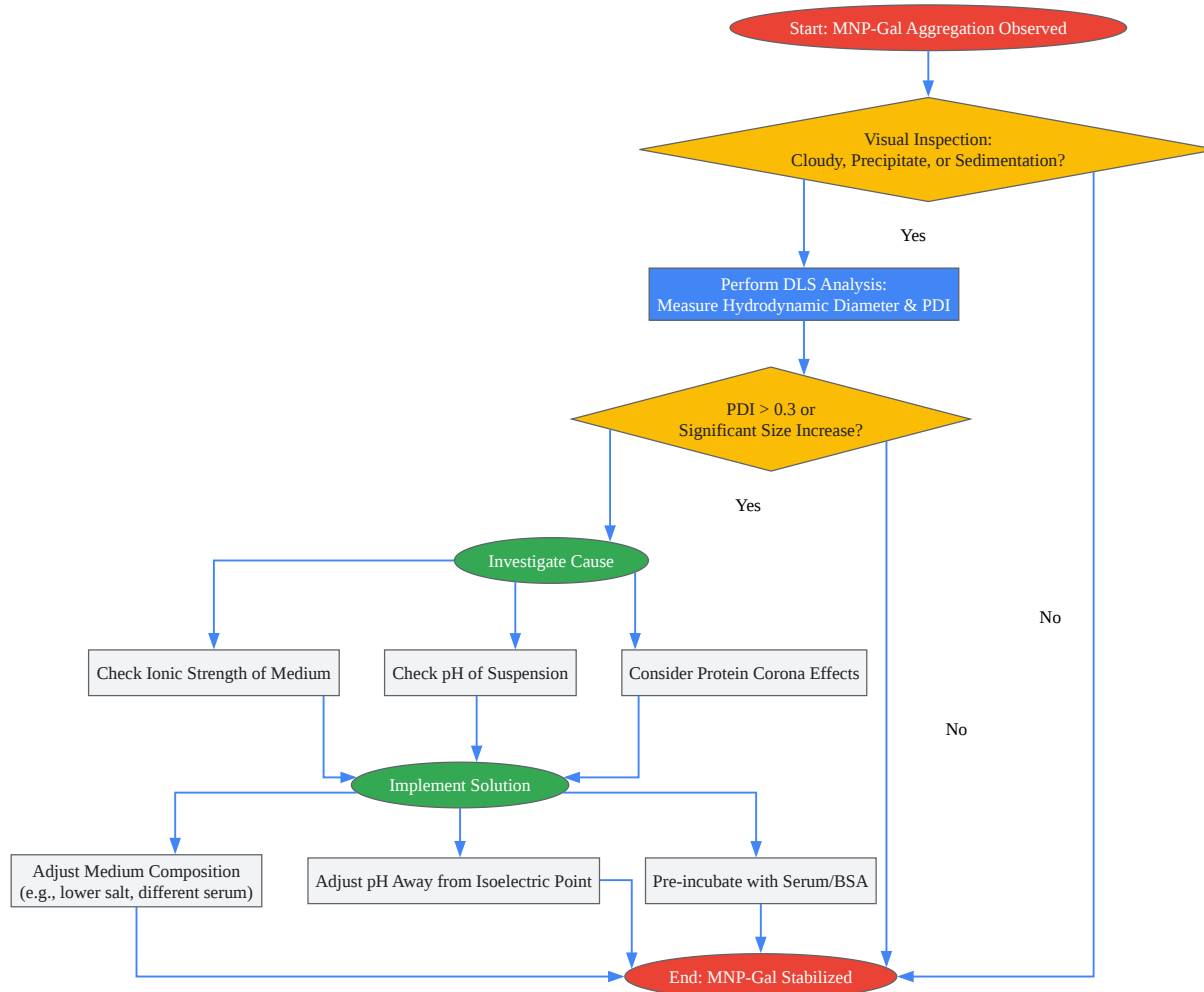 Start: MNP-Gal Aggregation Observed
Visual Inspection:
Cloudy, Precipitate, or Sedimentation?
Yes
Perform DLS Analysis:
Measure Hydrodynamic Diameter & PDI
PDI > 0.3 or
Significant Size Increase?
Yes
Investigate Cause
No
Check Ionic Strength of Medium
Check pH of Suspension
Consider Protein Corona Effects
No
Implement Solution
Adjust Medium Composition
(e.g., lower salt, different serum)
Adjust pH Away from Isoelectric Point
Pre-incubate with Serum/BSA
End: MNP-Gal Stabilized